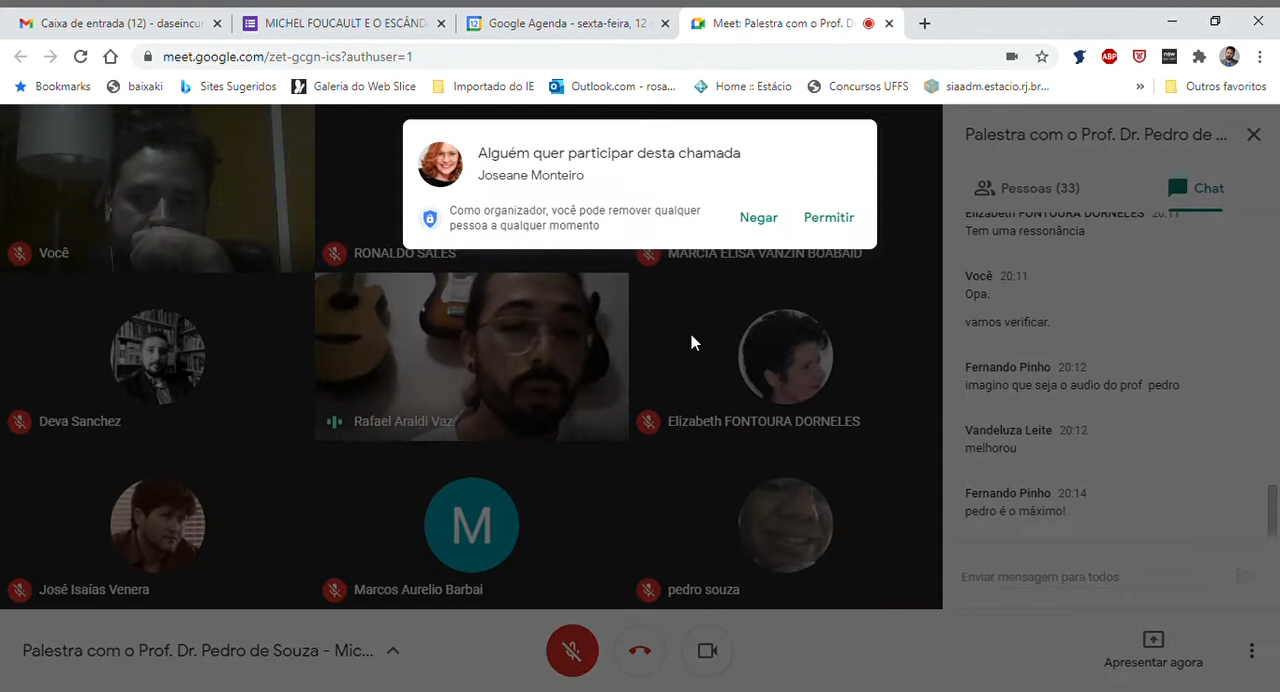 Caixa de entrada (12) - daseincur
MICHEL FOUCAULT E O ESCÂND
Google Agenda - sexta-feira, 12 d
Meet: Palestra com o Prof. D
meet.google.com/zet-gcgn-ics?authuser=1
ABP
Bookmarks
baixaki
Sites Sugeridos
Galeria do Web Slice
Importado do IE
Outlook.com - rosa...
Home :: Estácio
Concursos UFFS
siaadm.estacio.rj.br...
»
Outros favoritos
Alguém quer participar desta chamada
Joseane Monteiro
Como organizador, você pode remover qualquer
pessoa a qualquer momento
Negar
Permitir
Você
RONALDO SALES
MARCIA ELISA VANZIN BOABAID
Deva Sanchez
Rafael Araldi Vaz
Elizabeth FONTOURA DORNELES
José Isaías Venera
M
Marcos Aurelio Barbai
pedro souza
Palestra com o Prof. Dr. Pedro de ...
Pessoas (33)
Chat
Elizabeth FONTOURA DORNELES 20:11
Tem uma ressonância
Você 20:11
Opa.
vamos verificar.
Fernando Pinho 20:12
imagino que seja o audio do prof pedro
Vandeluza Leite 20:12
melhorou
Fernando Pinho 20:14
pedro é o máximo!
Enviar mensagem para todos
Palestra com o Prof. Dr. Pedro de Souza - Mic...
Apresentar agora